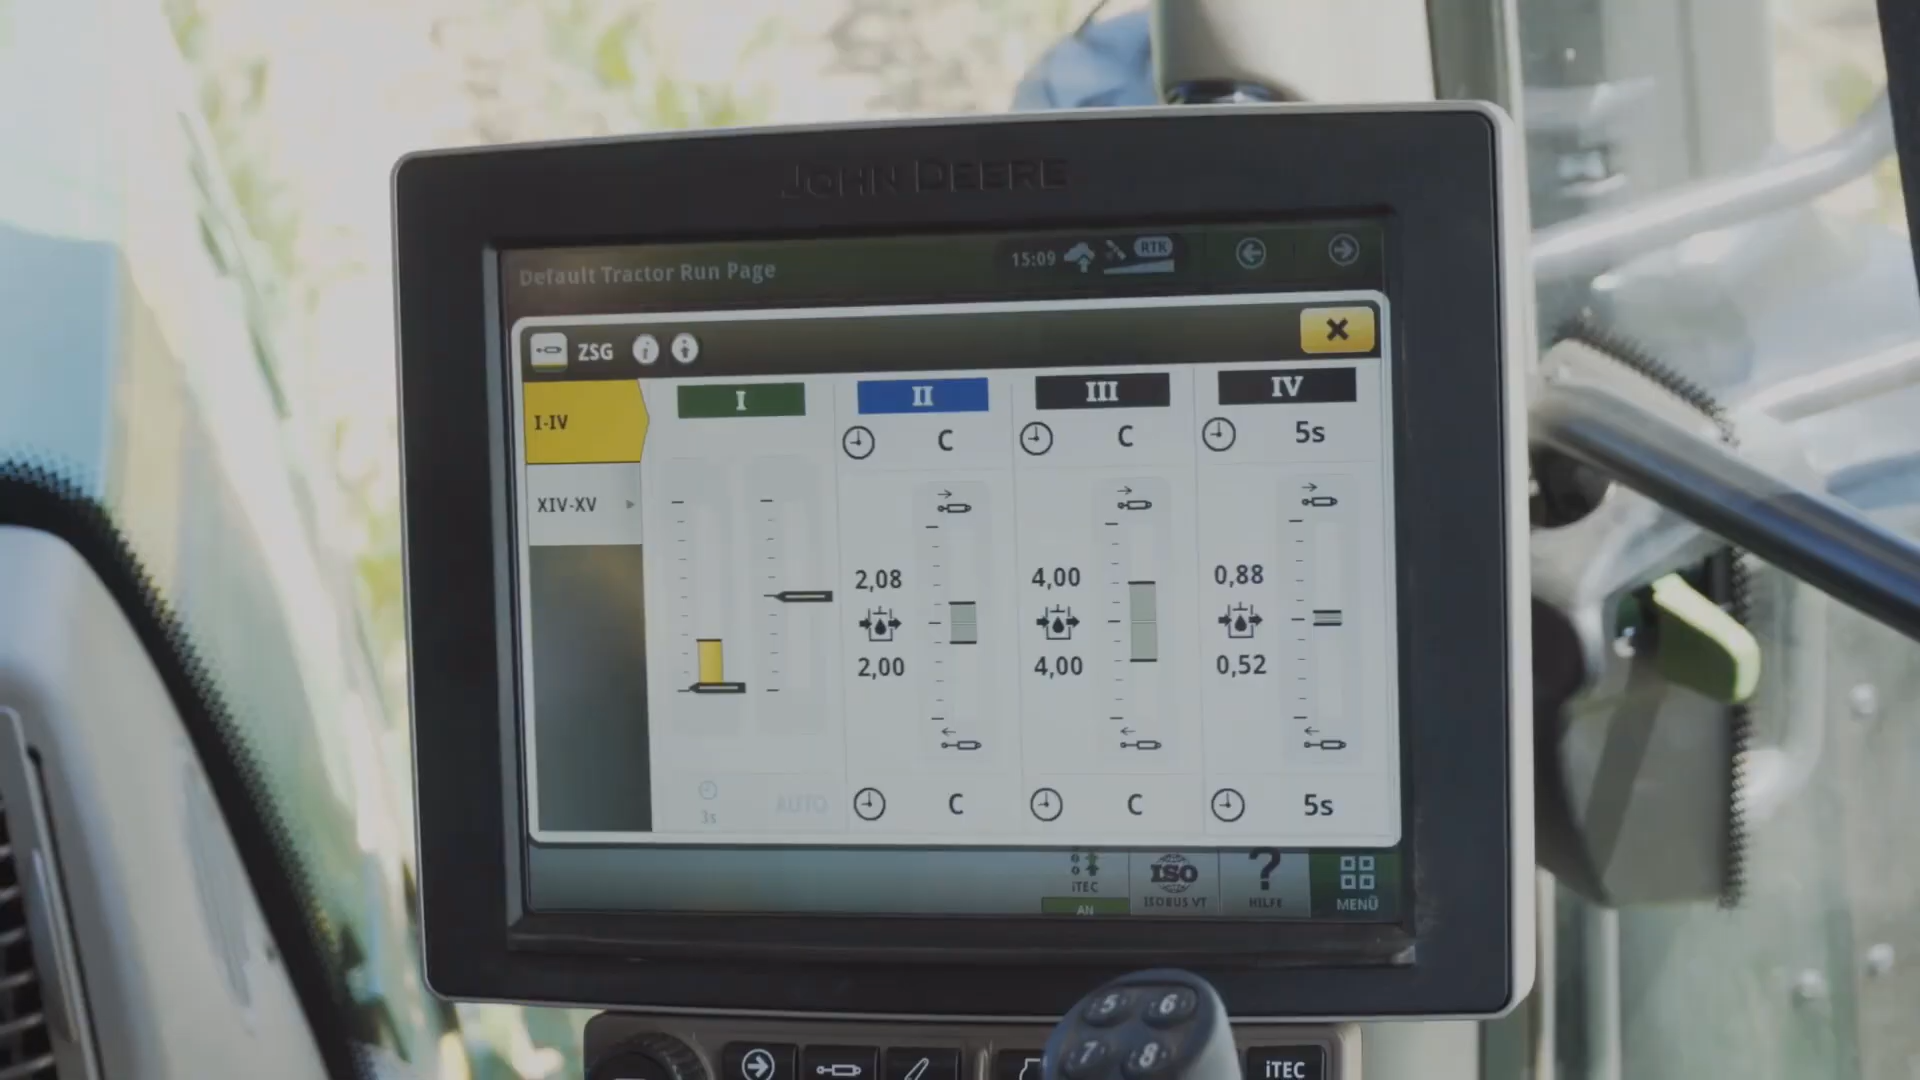 JOHN DEERE
Default Tractor Run Page
15:09
RTK
ZSG
I-IV
XIV-XV
I
II
III
IV
C
C
5s
2,08
4,00
0,88
2,00
4,00
0,52
3s
AUTO
C
C
5s
iTEC
AN
ISO
ISOBUS VT
?
HILFE
MENÜ
5
6
7
8
iTEC